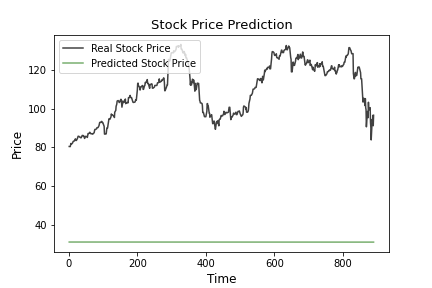 Stock Price Prediction
Real Stock Price
Predicted Stock Price
120
100
80
60
40
Price
0 200 400 600 800
Time